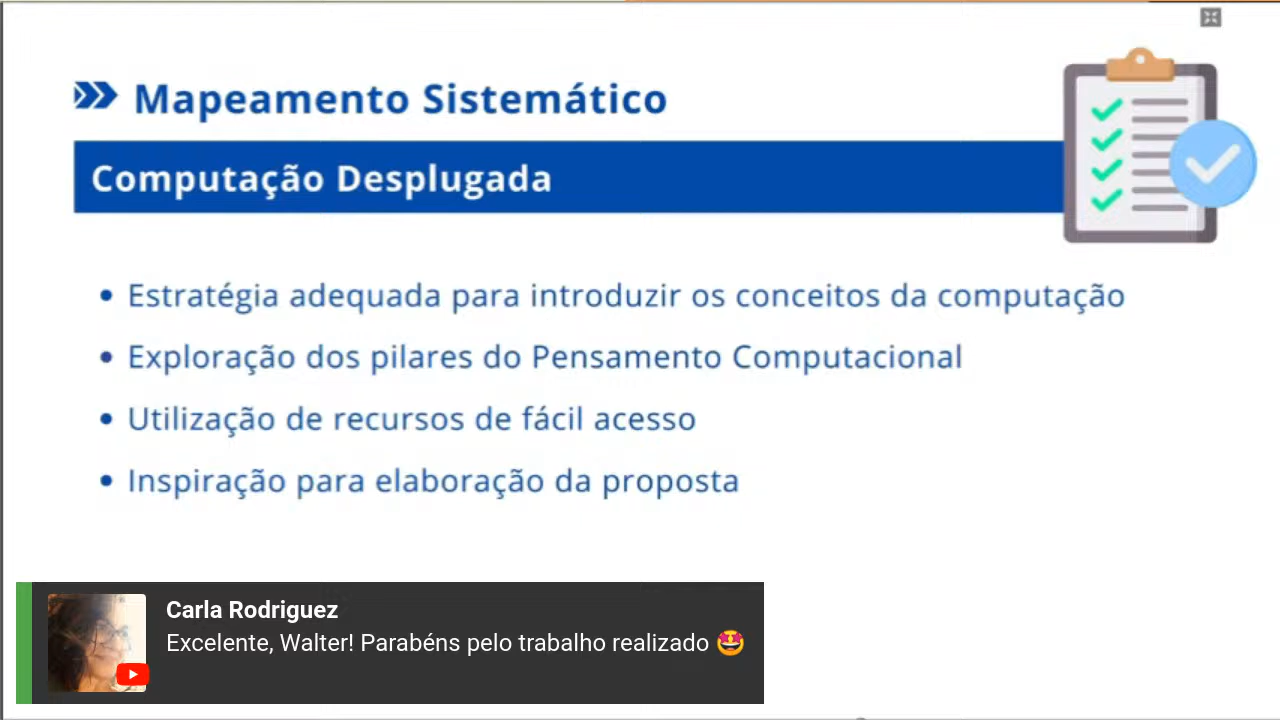 Mapeamento Sistemático
Computação Desplugada
Estratégia adequada para introduzir os conceitos da computação
Exploração dos pilares do Pensamento Computacional
Utilização de recursos de fácil acesso
Inspiração para elaboração da proposta
Carla Rodriguez
Excelente, Walter! Parabéns pelo trabalho realizado 🤩